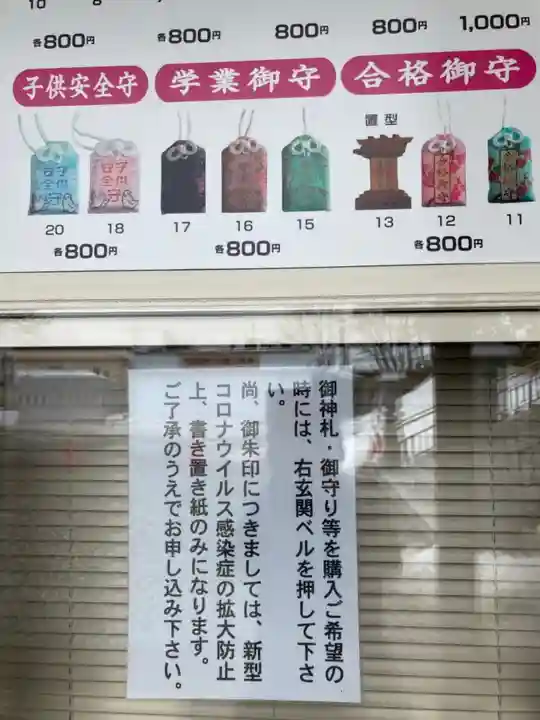 各800円 各800円 800円 800円 1,000円
子供安全守 学業御守 合格御守
置型
20 18 17 16 15 13 12 11
各800円 各800円 各800円
御神札・御守り等を購入ご希望の
時には、右玄関ベルを押して下さ
い。
尚、御朱印につきましては、新型
コロナウイルス感染症の拡大防止
上、書き置き紙のみになります。
ご了承のうえでお申し込み下さい。